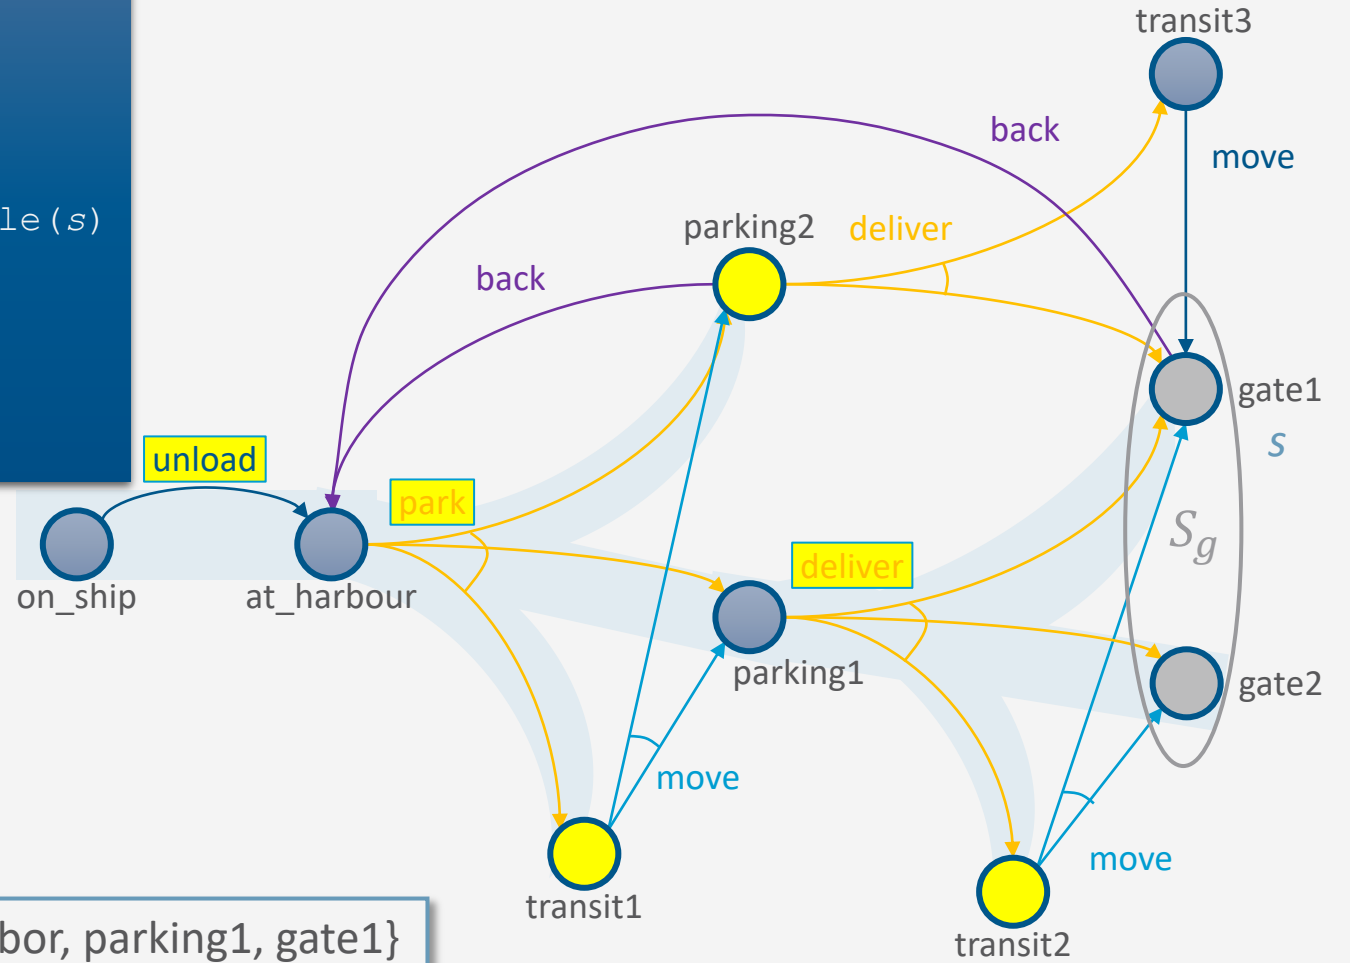 transit3
back
move
le(s)
parking2
deliver
back
gate1
s
unload
park
S_g
deliver
on_ship
at_harbour
parking1
gate2
move
move
transit1
transit2
bor, parking1, gate1}